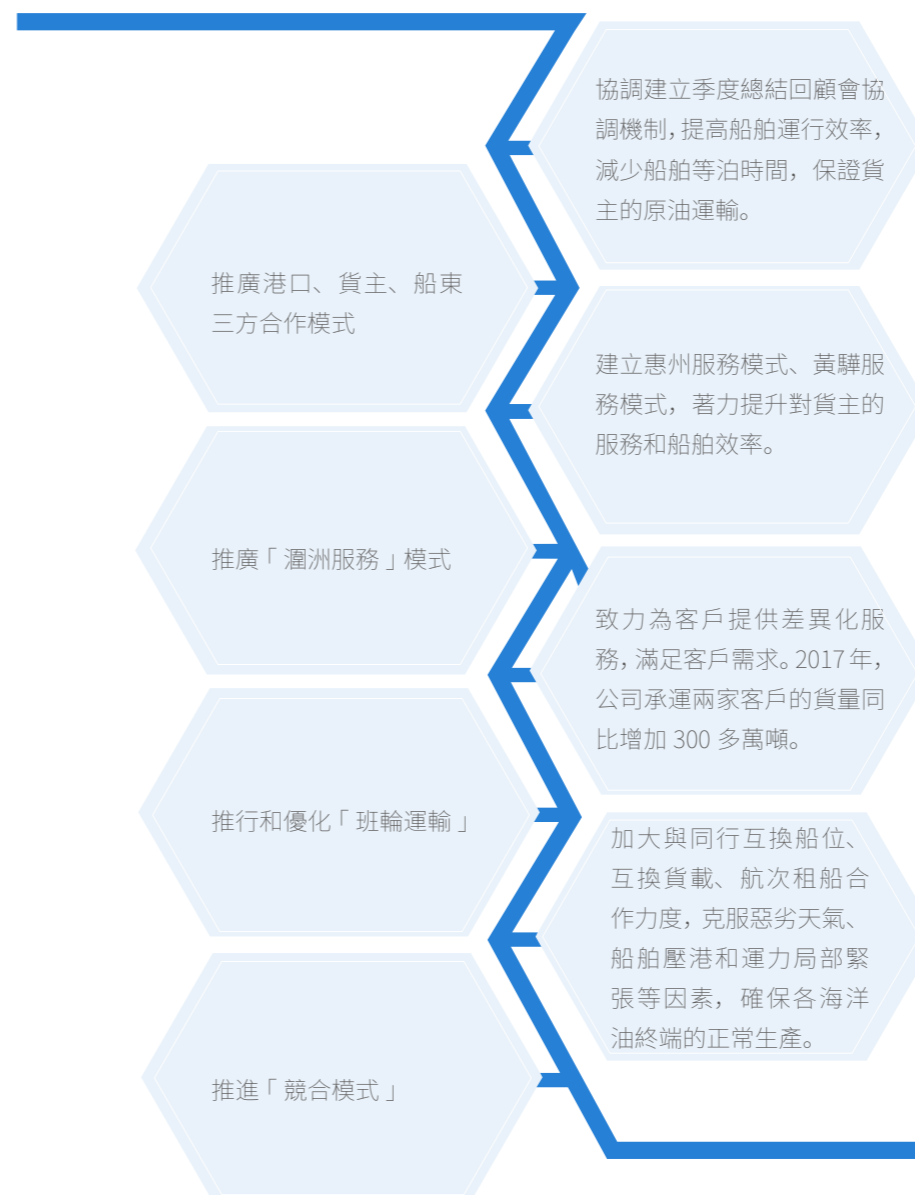 協調建立季度總結回顧會協
調機制，提高船舶運行效率，
減少船舶等泊時間，保證貨
主的原油運輸。
推廣港口、貨主、船東
三方合作模式
建立惠州服務模式、黃驊服
務模式，著力提升對貨主的
服務和船舶效率。
推廣「潿洲服務」模式
致力為客戶提供差異化服
務，滿足客戶需求。2017 年，
公司承運兩家客戶的貨量同
比增加 300 多萬噸。
推行和優化「班輪運輸」
加大與同行互換船位、
互換貨載、航次租船合
作力度，克服惡劣天氣、
船舶壓港和運力局部緊
張等因素，確保各海洋
油終端的正常生產。
推進「競合模式」